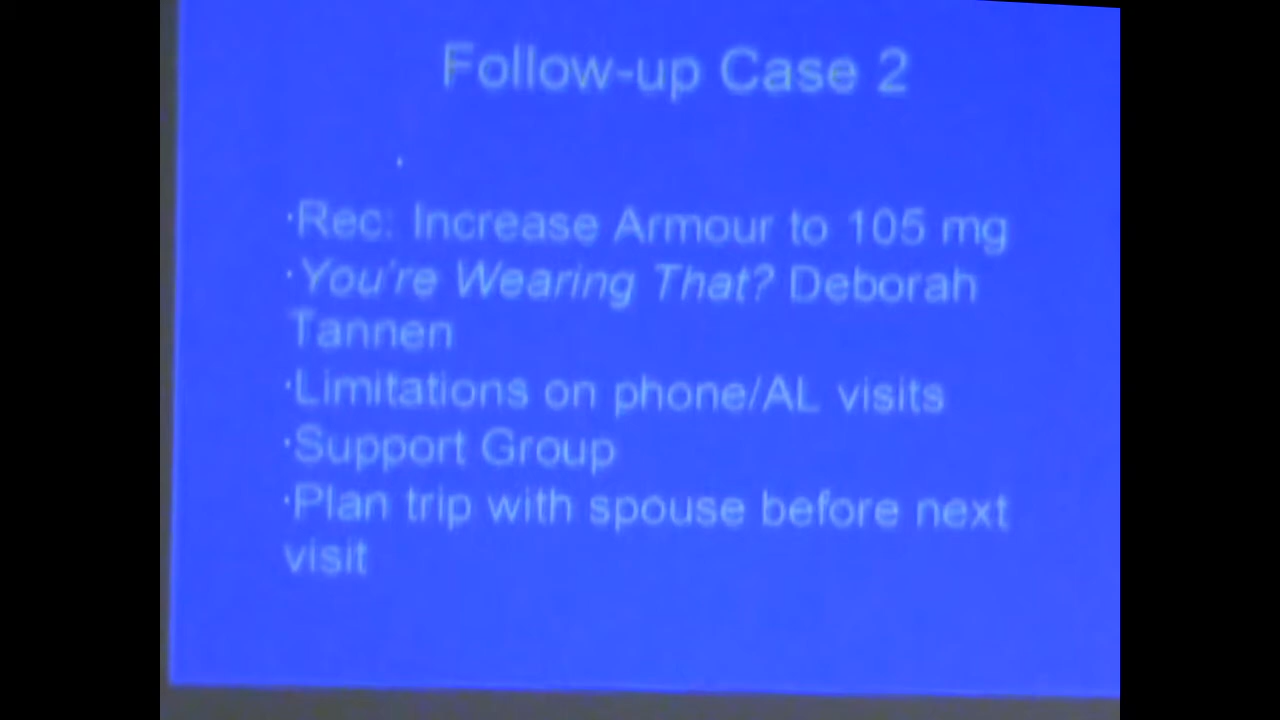 Follow-up Case 2
·Rec: Increase Armour to 105 mg
·You're Wearing That? Deborah
Tannen
·Limitations on phone/AL visits
·Support Group
·Plan trip with spouse before next
visit